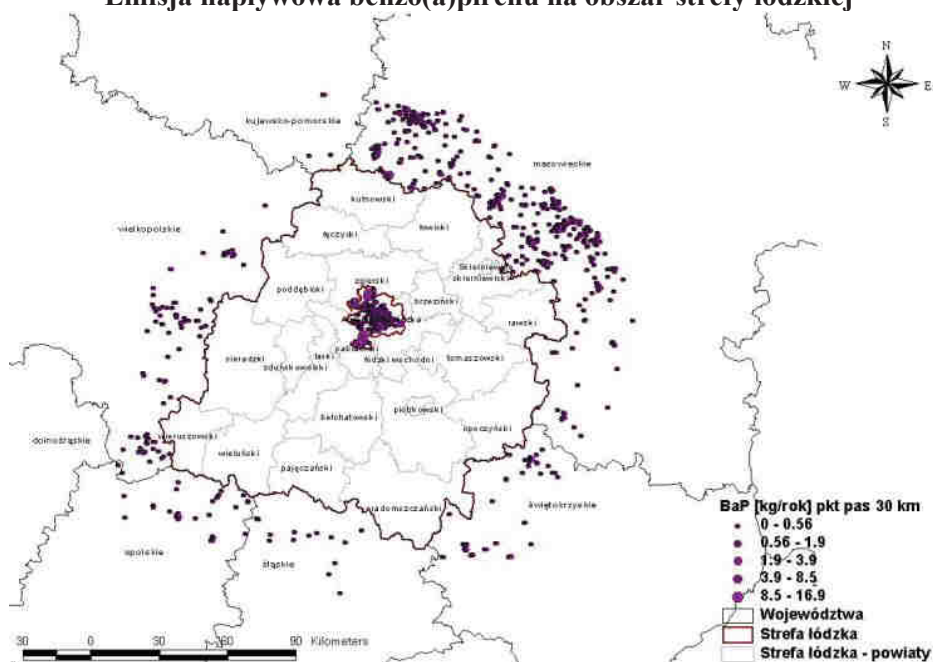 Emisja napływowa benzo(a)pirenu na obszar strefy łódzkiej
N
W E
S
kujawsko-pomorskie
mazowieckie
kutnowski
wielkopolskie
łęczycki
łowicki
skierniewicki
zgierski
poddębicki
brzeziński
rawski
sieradzki
łaski
łódzki wschodni
tomaszowski
zduńskowolski
bełchatowski
piotrkowski
dolnośląskie
wieruszowski
opoczyński
wieluński
pajęczański
radomszczański
świętokrzyskie
opolskie
śląskie
BaP [kg/rok] pkt pas 30 km
0 - 0.56
0.56 - 1.9
1.9 - 3.9
3.9 - 8.5
8.5 - 16.9
Województwa
Strefa łódzka
Strefa łódzka - powiaty
30 0 30 60 90 Kilometers